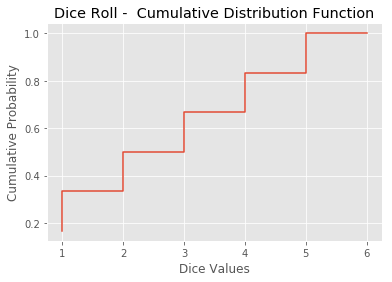 Dice Roll -  Cumulative Distribution Function
1.0
0.8
0.6
0.4
0.2
Cumulative Probability
1 2 3 4 5 6
Dice Values